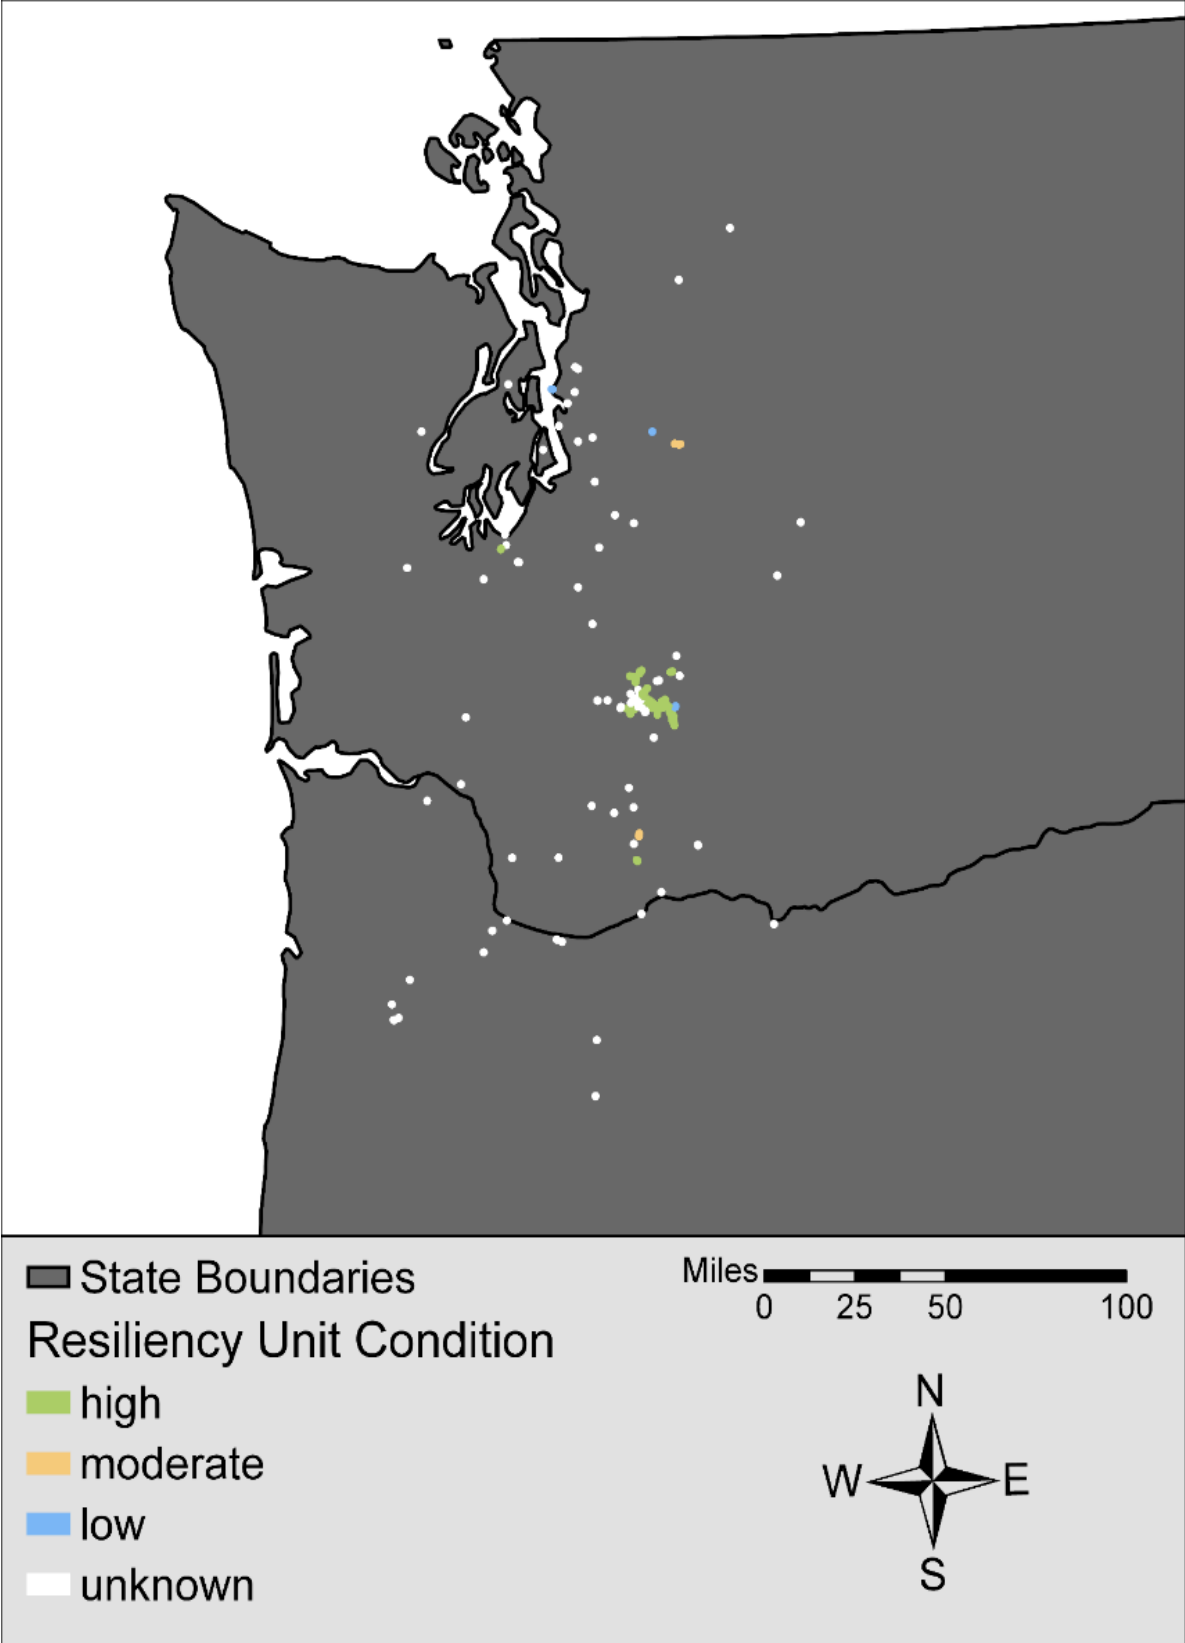 State Boundaries
Resiliency Unit Condition
high
moderate
low
unknown
Miles
0 25 50 100
N
W E
S